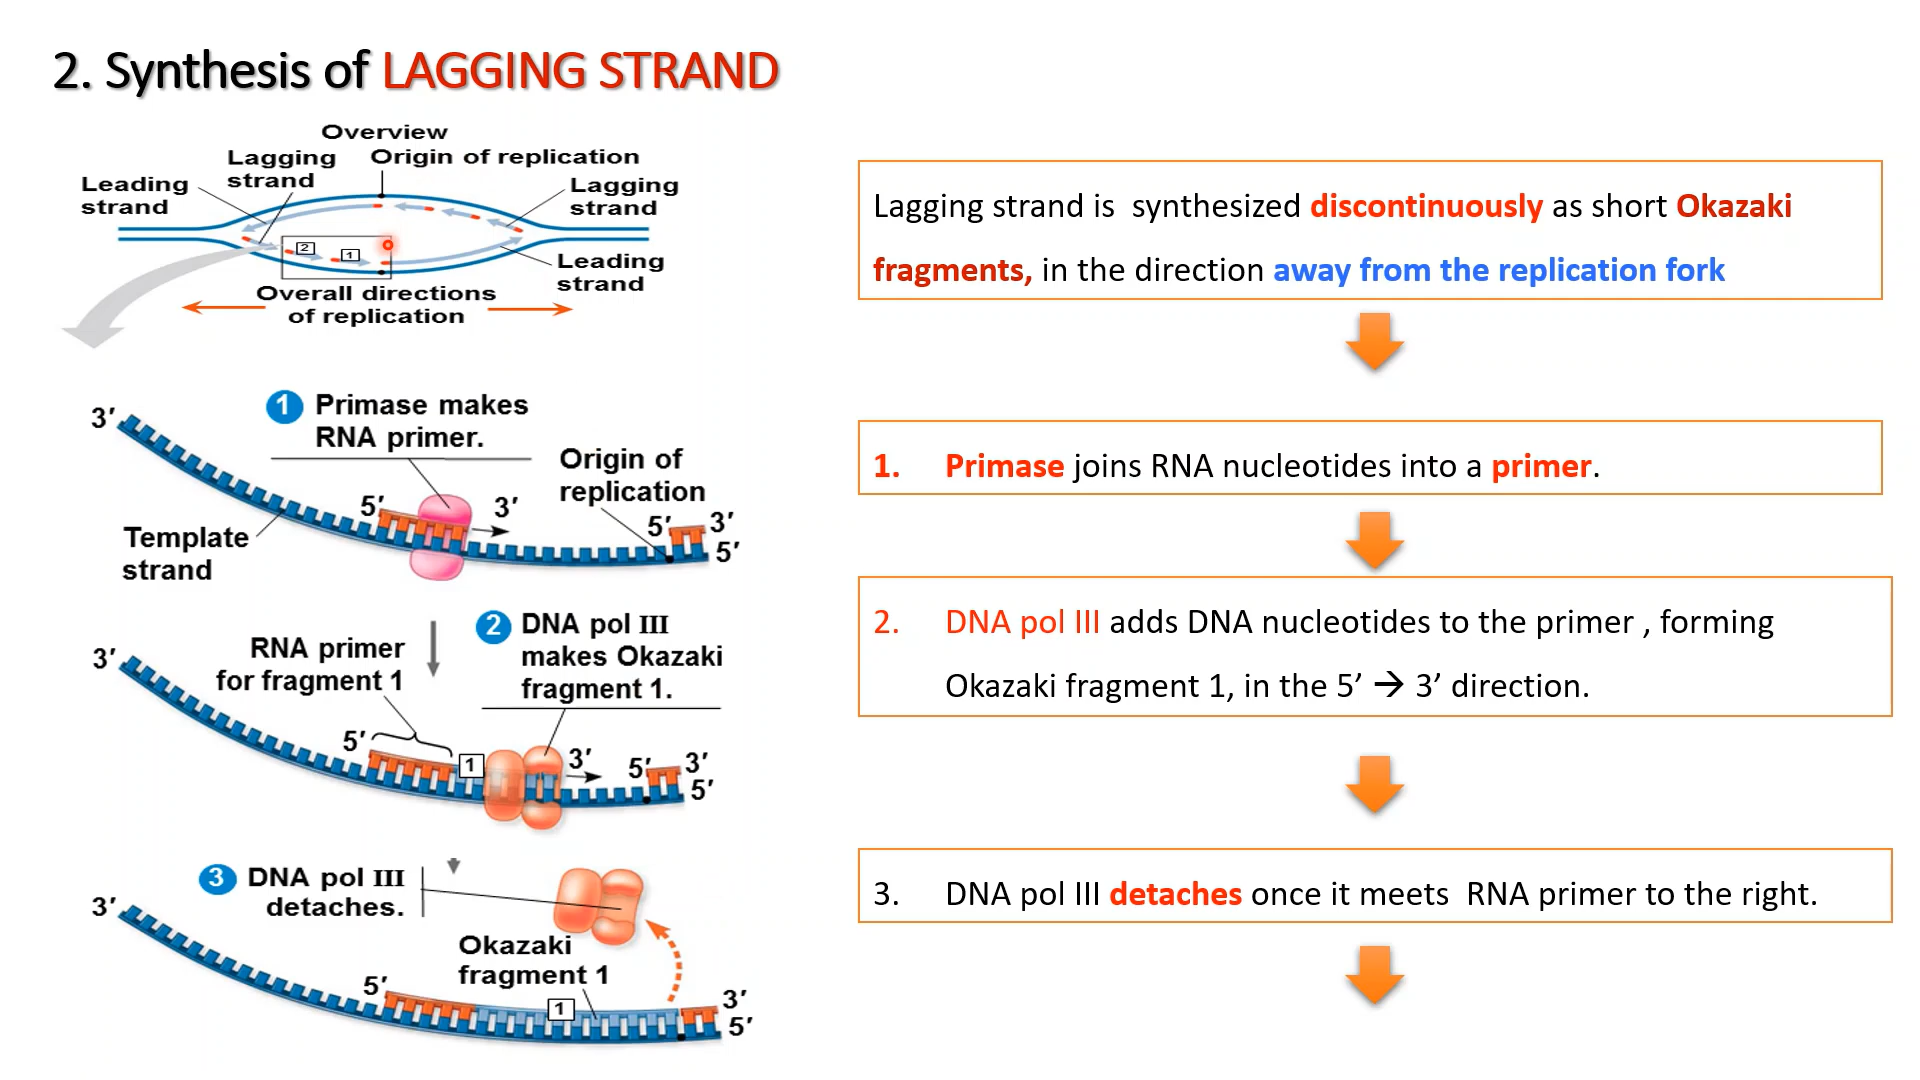 2. Synthesis of LAGGING STRAND
Overview
Origin of replication
Lagging
strand
Leading
strand
Lagging
strand
2
1
Leading
strand
Overall directions
of replication
1 Primase makes
RNA primer.
3′
Origin of
replication
5′
3′
5′
3′
5′
Template
strand
2 DNA pol III
makes Okazaki
fragment 1.
RNA primer
for fragment 1
3′
5′
1
3′
5′
3′
5′
3 DNA pol III
detaches.
3′
Okazaki
fragment 1
5′
1
3′
5′
Lagging strand is  synthesized discontinuously as short Okazaki
fragments, in the direction away from the replication fork
1. Primase joins RNA nucleotides into a primer.
2. DNA pol III adds DNA nucleotides to the primer , forming
Okazaki fragment 1, in the 5’ → 3’ direction.
3. DNA pol III detaches once it meets  RNA primer to the right.